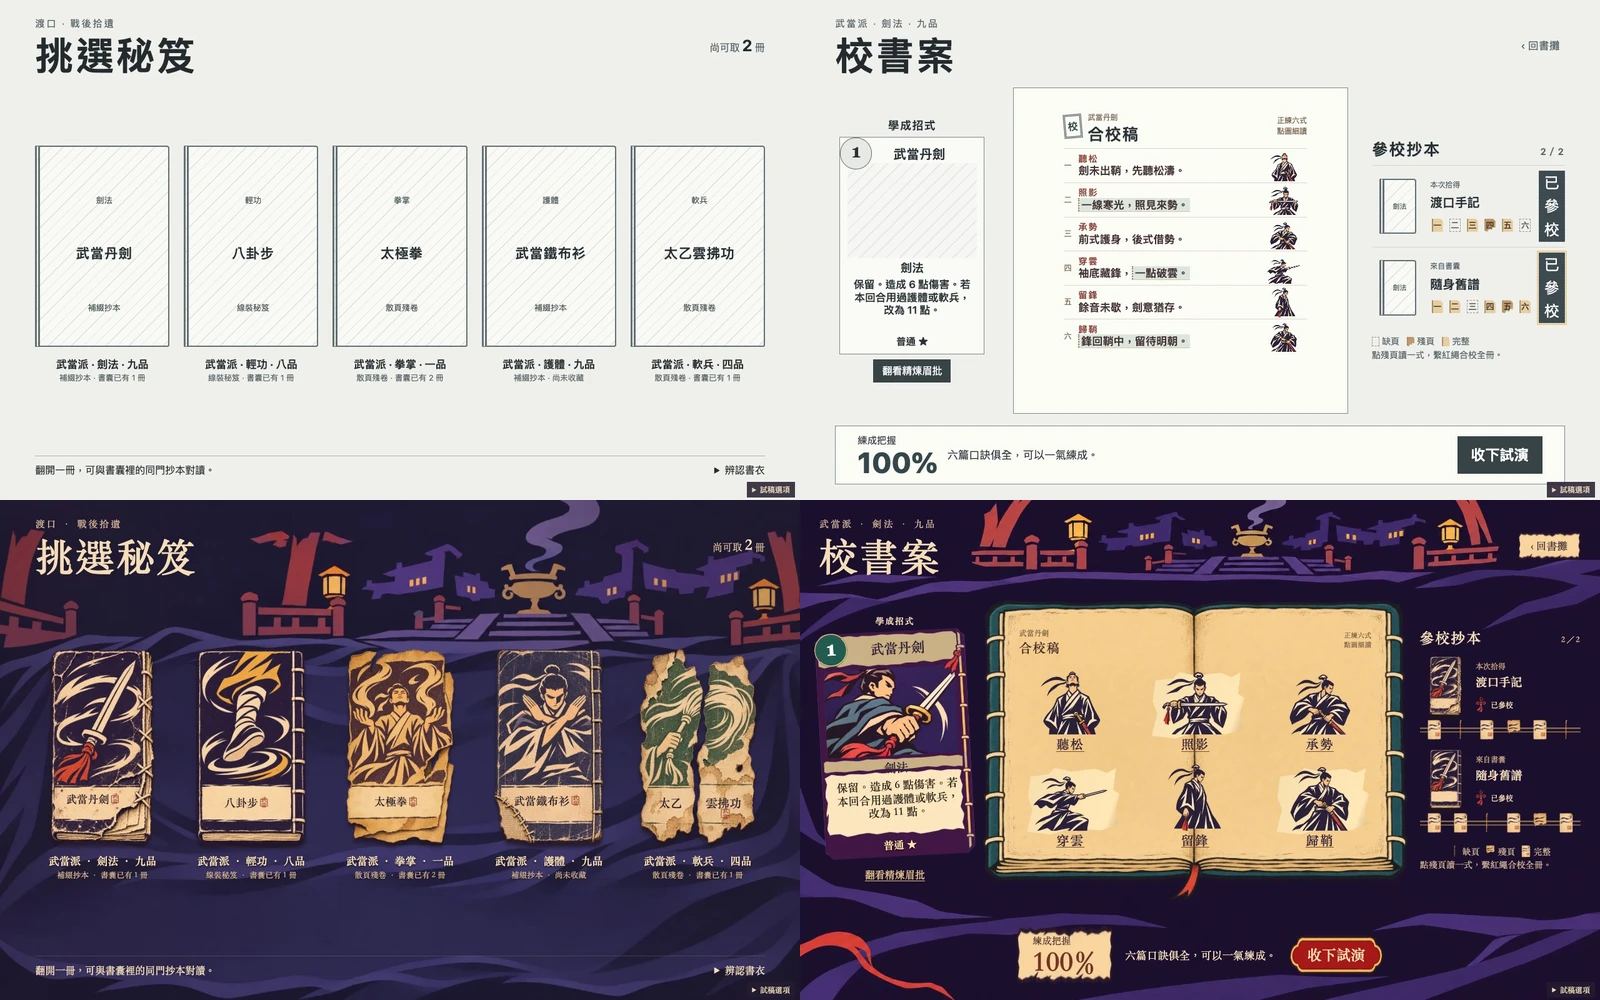 渡口 · 戰後拾遺
挑選秘笈
尚可取 2 冊
劍法
武當丹劍
補綴抄本
輕功
八卦步
線裝秘笈
拳掌
太極拳
散頁殘卷
護體
武當鐵布衫
補綴抄本
軟兵
太乙雲拂功
散頁殘卷
武當派 · 劍法 · 九品
補綴抄本 · 書囊已有 1 冊
武當派 · 輕功 · 八品
線裝秘笈 · 書囊已有 1 冊
武當派 · 拳掌 · 一品
散頁殘卷 · 書囊已有 2 冊
武當派 · 護體 · 九品
補綴抄本 · 尚未收藏
武當派 · 軟兵 · 四品
散頁殘卷 · 書囊已有 1 冊
翻開一冊，可與書囊裡的同門抄本對讀。
▶ 辨認書衣
▶ 試稿選項
武當派 · 劍法 · 九品
校書案
‹ 回書攤
學成招式
1
武當丹劍
劍法
保留。造成 6 點傷害。若
本回合用過護體或軟兵，
改為 11 點。
普通 ★
翻看精煉眉批
校
武當丹劍
合校稿
正練六式
點圖細讀
一
聽松
劍未出鞘，先聽松濤。
二
照影
一線寒光，照見來勢。
三
承勢
前式護身，後式借勢。
四
穿雲
袖底藏鋒，一點破雲。
五
留鋒
餘音未歇，劍意猶存。
六
歸鞘
鋒回鞘中，留待明朝。
參校抄本
2 / 2
劍法
本次拾得
渡口手記
一 二 三 四 五 六
已參校
劍法
來自書囊
隨身舊譜
一 二 三 四 五 六
已參校
缺頁 殘頁 完整
點殘頁讀一式，繫紅繩合校全冊。
練成把握
100%
六篇口訣俱全，可以一氣練成。
收下試演
▶ 試稿選項
渡口 · 戰後拾遺
挑選秘笈
尚可取 2 冊
武當丹劍
八卦步
太極拳
武當鐵布衫
太乙 雲拂功
武當派 · 劍法 · 九品
補綴抄本 · 書囊已有 1 冊
武當派 · 輕功 · 八品
線裝秘笈 · 書囊已有 1 冊
武當派 · 拳掌 · 一品
散頁殘卷 · 書囊已有 2 冊
武當派 · 護體 · 九品
補綴抄本 · 尚未收藏
武當派 · 軟兵 · 四品
散頁殘卷 · 書囊已有 1 冊
翻開一冊，可與書囊裡的同門抄本對讀。
▶ 辨認書衣
▶ 試稿選項
武當派 · 劍法 · 九品
校書案
‹ 回書攤
學成招式
1
武當丹劍
劍法
保留。造成 6 點傷害。若
本回合用過護體或軟兵，
改為 11 點。
普通 ★
翻看精煉眉批
武當丹劍
合校稿
正練六式
點圖細讀
聽松
照影
承勢
穿雲
留鋒
歸鞘
參校抄本
2／2
本次拾得
渡口手記
已參校
來自書囊
隨身舊譜
已參校
缺頁 殘頁 完整
點殘頁讀一式，繫紅繩合校全冊。
練成把握
100%
六篇口訣俱全，可以一氣練成。
收下試演
▶ 試稿選項